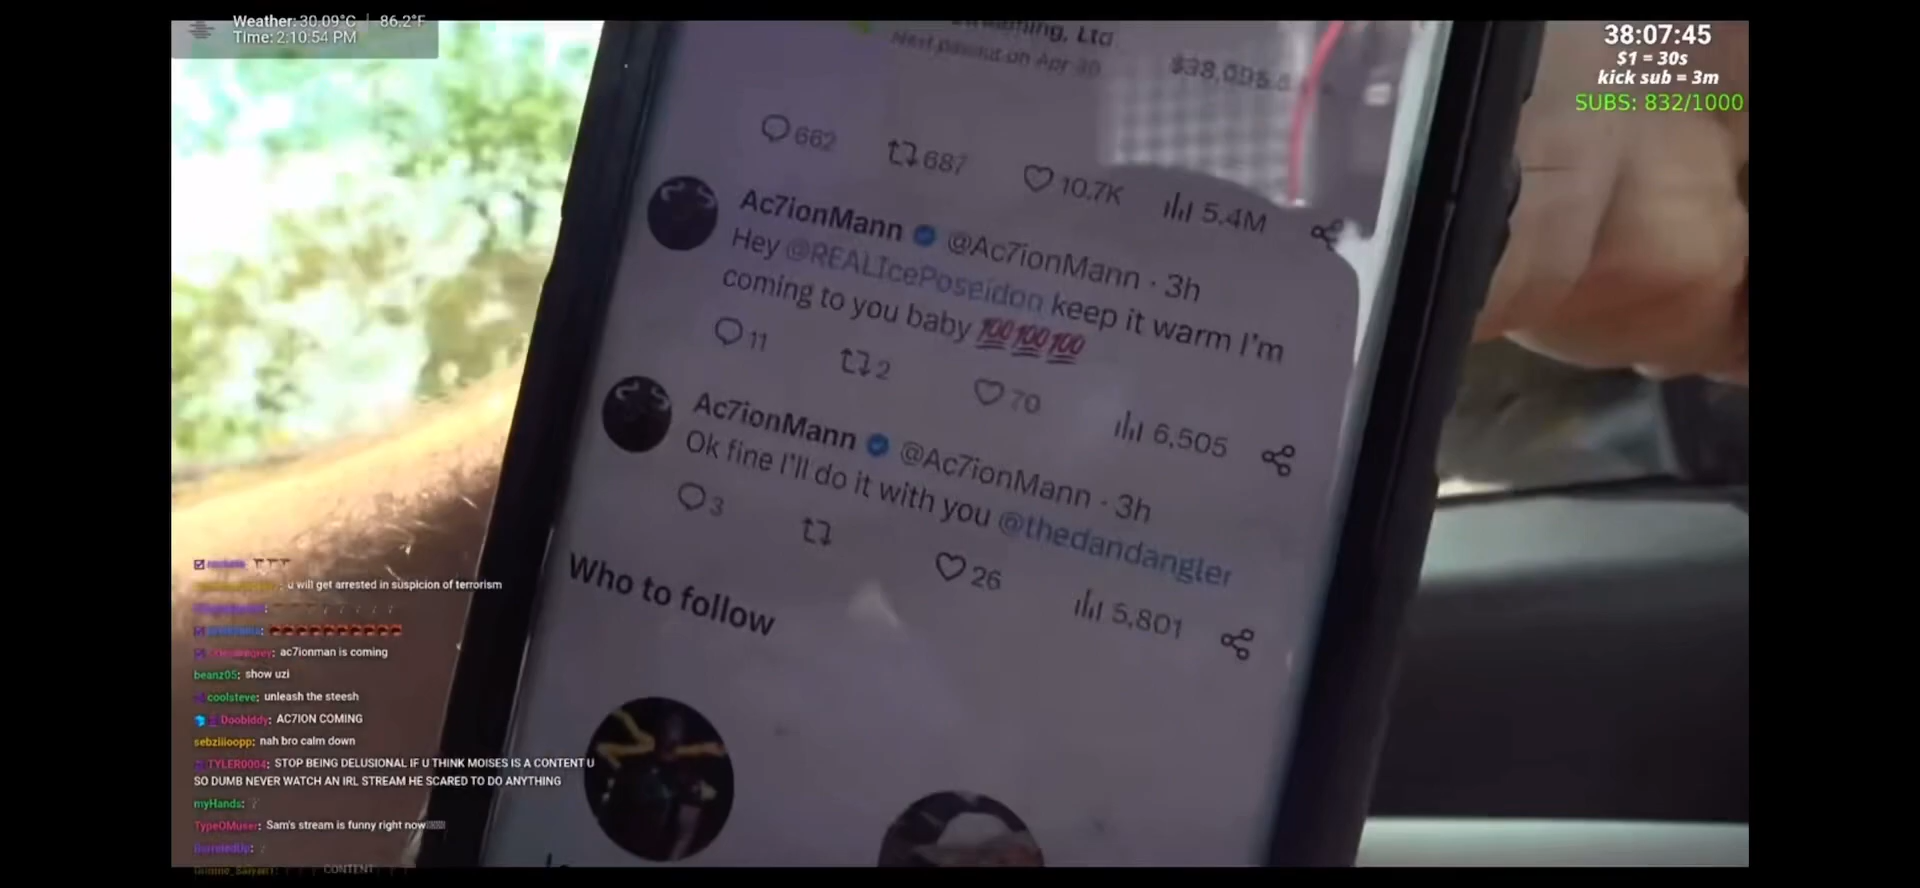 Weather: 30.09°C | 86.2°F
Time: 2:10:54 PM
38:07:45
$1 = 30s
kick sub = 3m
SUBS: 832/1000
Ltd
Next payout on Apr 30
662 687 10.7K 5.4M
Ac7ionMann @Ac7ionMann · 3h
Hey @REALIcePoseidon keep it warm I'm
coming to you baby 💯💯💯
11 2 70 6,505
Ac7ionMann @Ac7ionMann · 3h
Ok fine I'll do it with you @thedandangler
3 26 5,801
Who to follow
u will get arrested in suspicion of terrorism
ac7ionman is coming
beanz05: show uzi
coolsteve: unleash the steesh
Doobiddy: AC7ION COMING
sebziiioopp: nah bro calm down
TYLER0004: STOP BEING DELUSIONAL IF U THINK MOISES IS A CONTENT U
SO DUMB NEVER WATCH AN IRL STREAM HE SCARED TO DO ANYTHING
myHands:
TypeOMuser: Sam's stream is funny right now
CONTENT